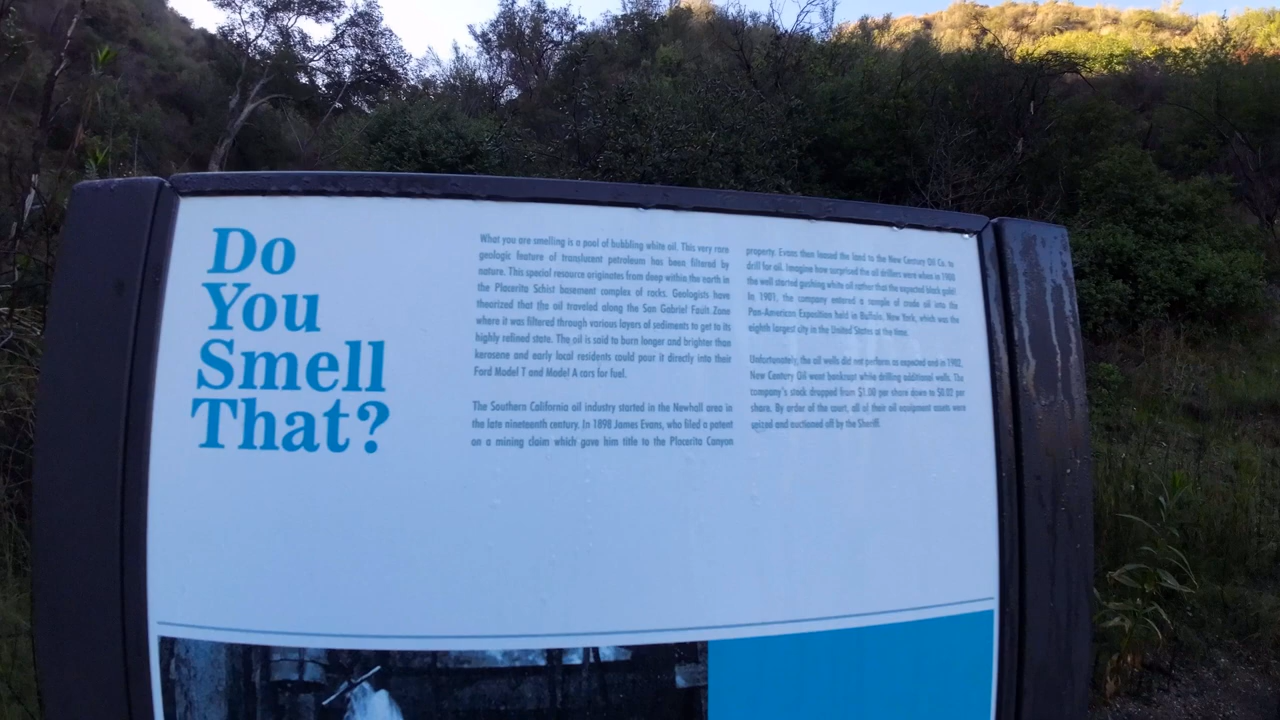 Do
You
Smell
That?
What you are smelling is a pool of bubbling white oil. This very rare
geologic feature of translucent petroleum has been filtered by
nature. This special resource originates from deep within the earth in
the Placerita Schist basement complex of rocks. Geologists have
theorized that the oil traveled along the San Gabriel Fault Zone
where it was filtered through various layers of sediments to get to its
highly refined state. The oil is said to burn longer and brighter than
kerosene and early local residents could pour it directly into their
Ford Model T and Model A cars for fuel.
The Southern California oil industry started in the Newhall area in
the late nineteenth century. In 1898 James Evans, who filed a patent
on a mining claim which gave him title to the Placerita Canyon
property. Evans then leased the land to the New Century Oil Co. to
drill for oil. Imagine how surprised the oil drillers were when in 1900
the well started gushing white oil rather than the expected black gold!
In 1901, the company entered a sample of crude oil into the
Pan-American Exposition held in Buffalo, New York, which was the
eighth largest city in the United States at the time.
Unfortunately, the oil wells did not perform as expected and in 1902,
New Century Oil went bankrupt while drilling additional wells. The
company's stock dropped from $1.00 per share down to $0.02 per
share. By order of the court, all of their oil equipment assets were
seized and auctioned off by the Sheriff.